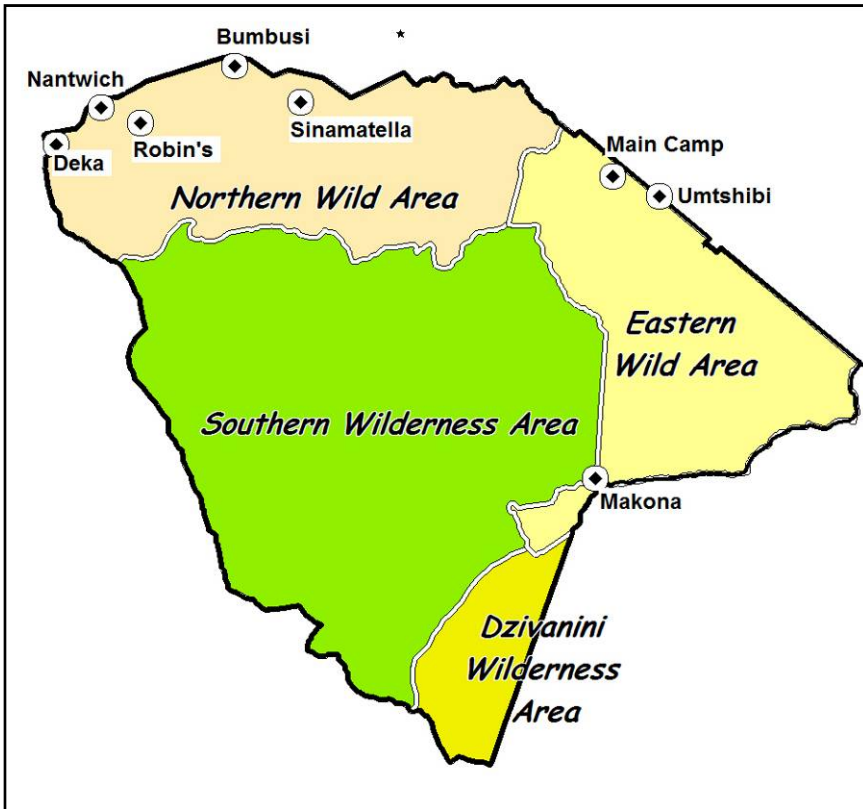 Bumbusi
Nantwich
Sinamatella
Robin's
Deka
Main Camp
Umtshibi
Northern Wild Area
Eastern
Wild Area
Southern Wilderness Area
Makona
Dzivanini
Wilderness
Area